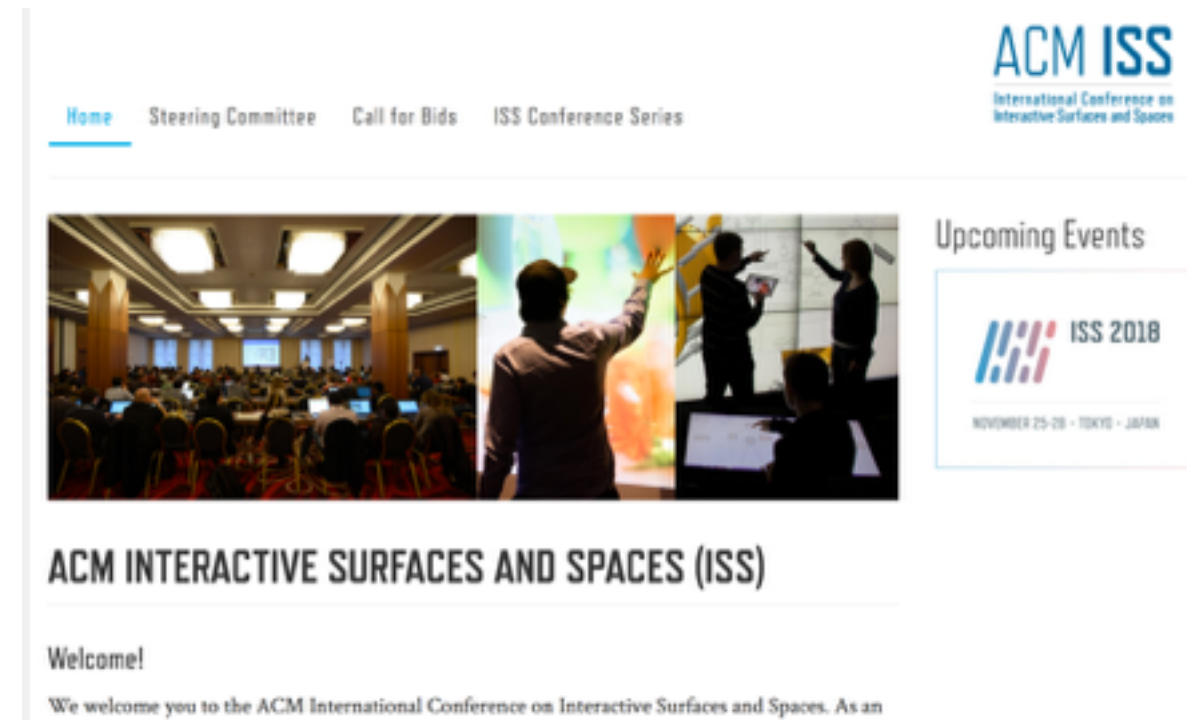 ACM ISS
International Conference on
Interactive Surfaces and Spaces
Home Steering Committee Call for Bids ISS Conference Series
Upcoming Events
ISS 2018
NOVEMBER 25-28 - TOKYO - JAPAN
ACM INTERACTIVE SURFACES AND SPACES (ISS)
Welcome!
We welcome you to the ACM International Conference on Interactive Surfaces and Spaces. As an